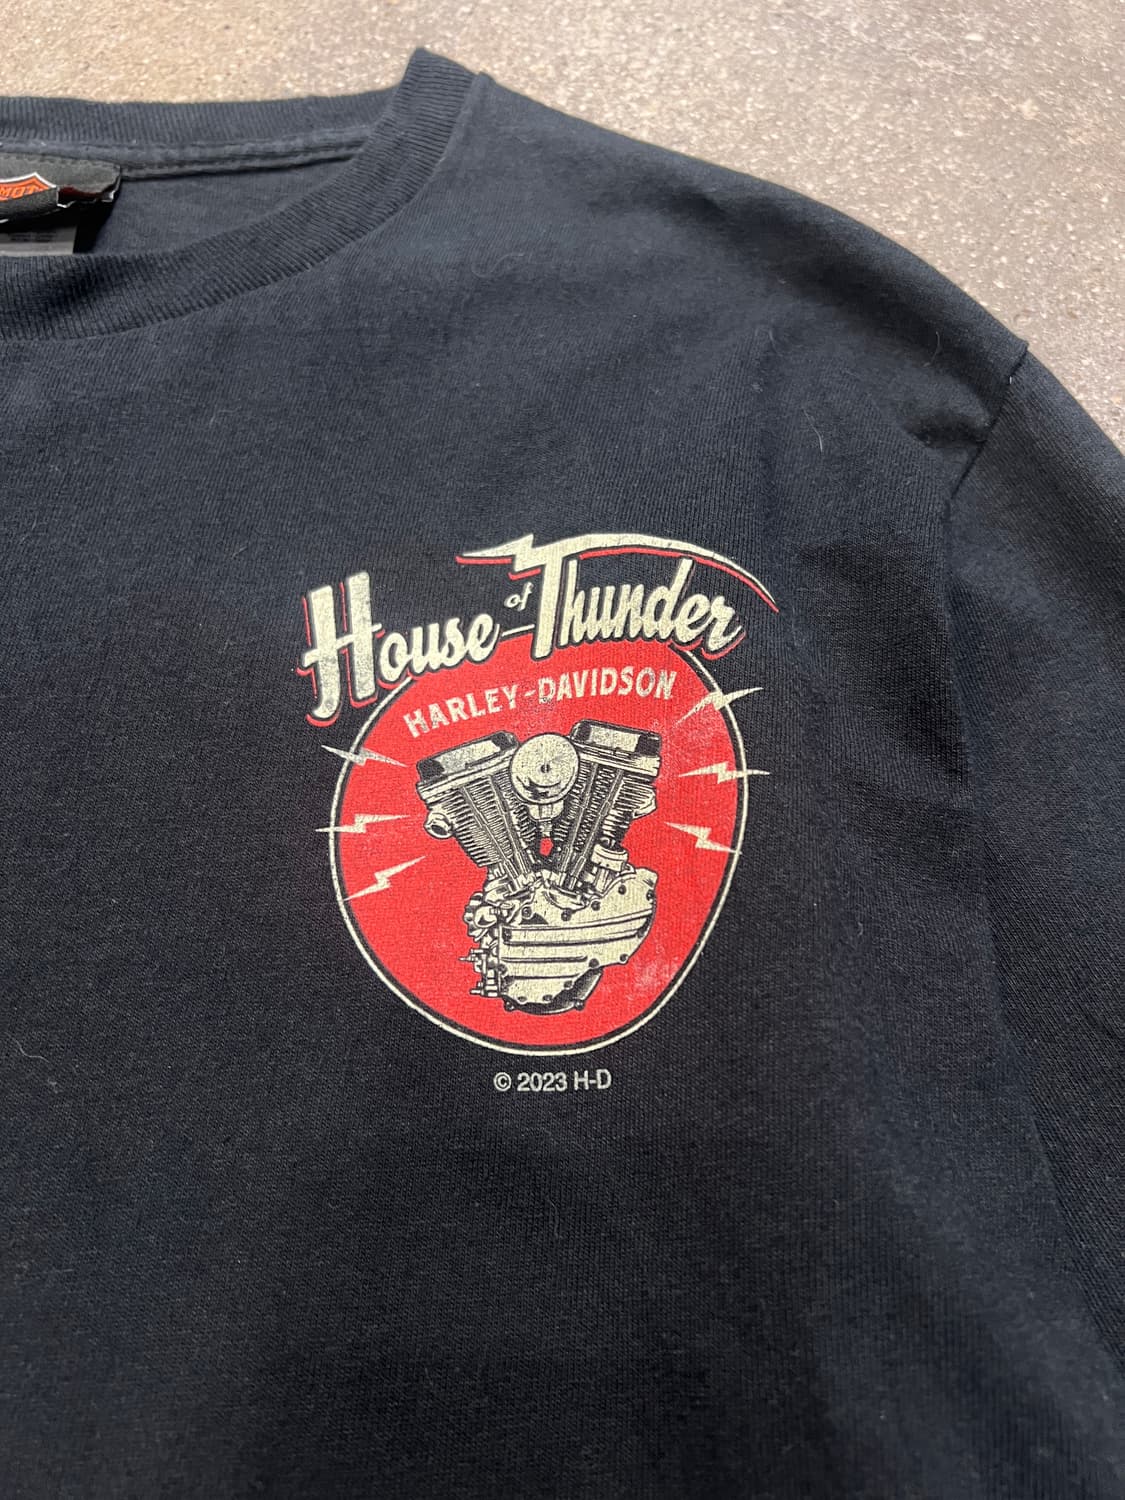 House of Thunder
HARLEY-DAVIDSON
© 2023 H-D